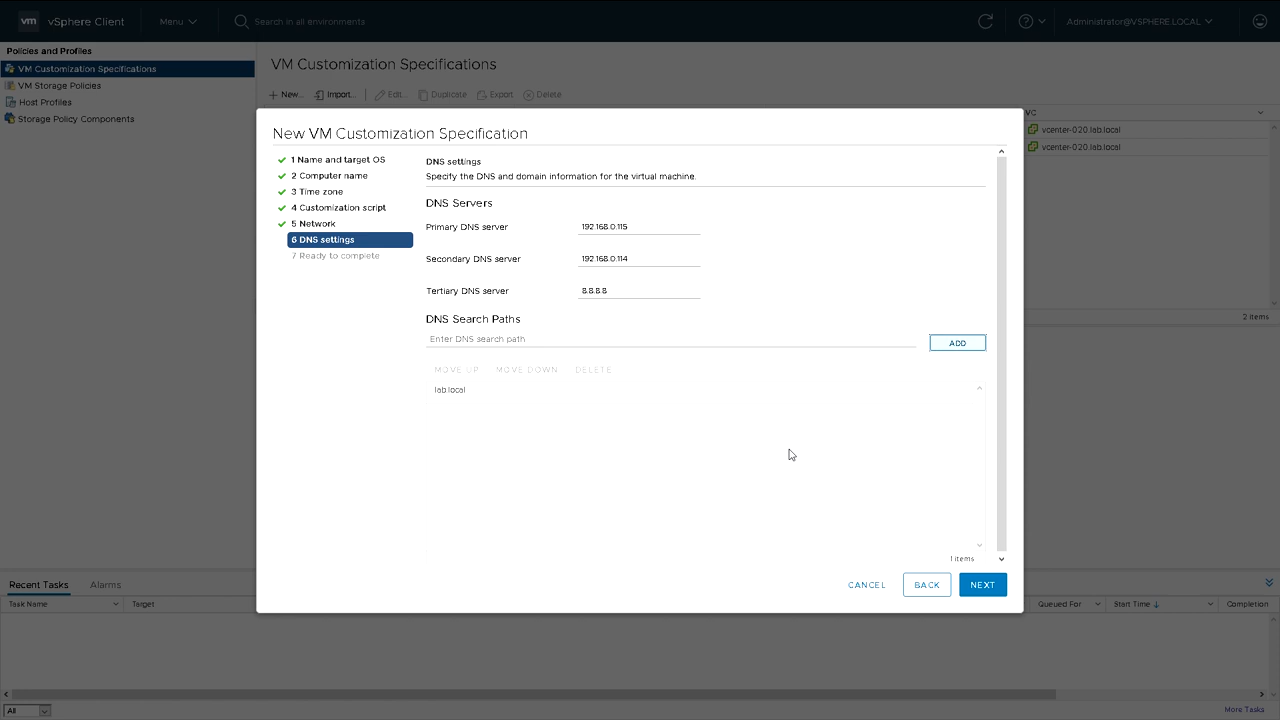 vm vSphere Client Menu Search in all environments Administrator@VSPHERE.LOCAL
Policies and Profiles
VM Customization Specifications
VM Storage Policies
Host Profiles
Storage Policy Components
VM Customization Specifications
New... Import... Edit... Duplicate Export Delete
VC
vcenter-020.lab.local
vcenter-020.lab.local
2 items
New VM Customization Specification
1 Name and target OS
2 Computer name
3 Time zone
4 Customization script
5 Network
6 DNS settings
7 Ready to complete
DNS settings
Specify the DNS and domain information for the virtual machine.
DNS Servers
Primary DNS server 192.168.0.115
Secondary DNS server 192.168.0.114
Tertiary DNS server 8.8.8.8
DNS Search Paths
Enter DNS search path ADD
MOVE UP MOVE DOWN DELETE
lab.local
1 items
CANCEL BACK NEXT
Recent Tasks Alarms
Task Name Target Queued For Start Time Completion
All More Tasks